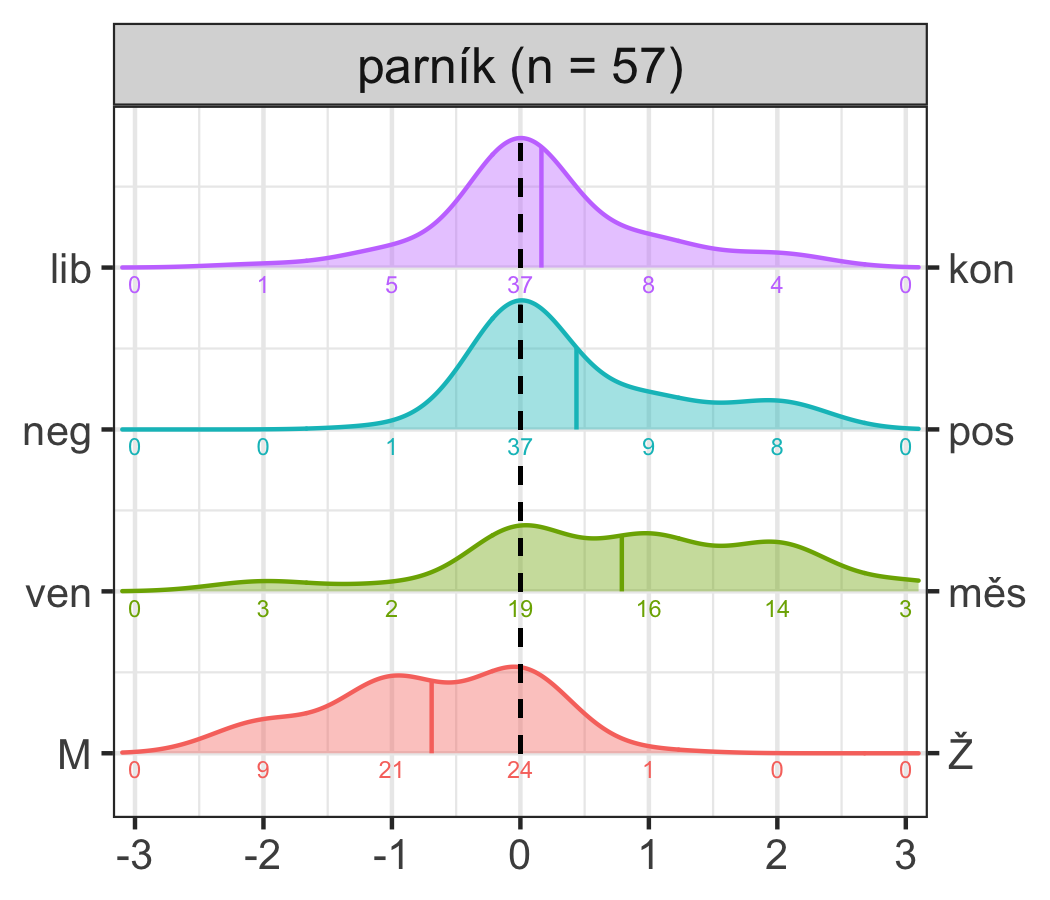 parník (n = 57)
lib kon
0 1 5 37 8 4 0
neg pos
0 0 1 37 9 8 0
ven měs
0 3 2 19 16 14 3
M Ž
0 9 21 24 1 0 0
-3 -2 -1 0 1 2 3